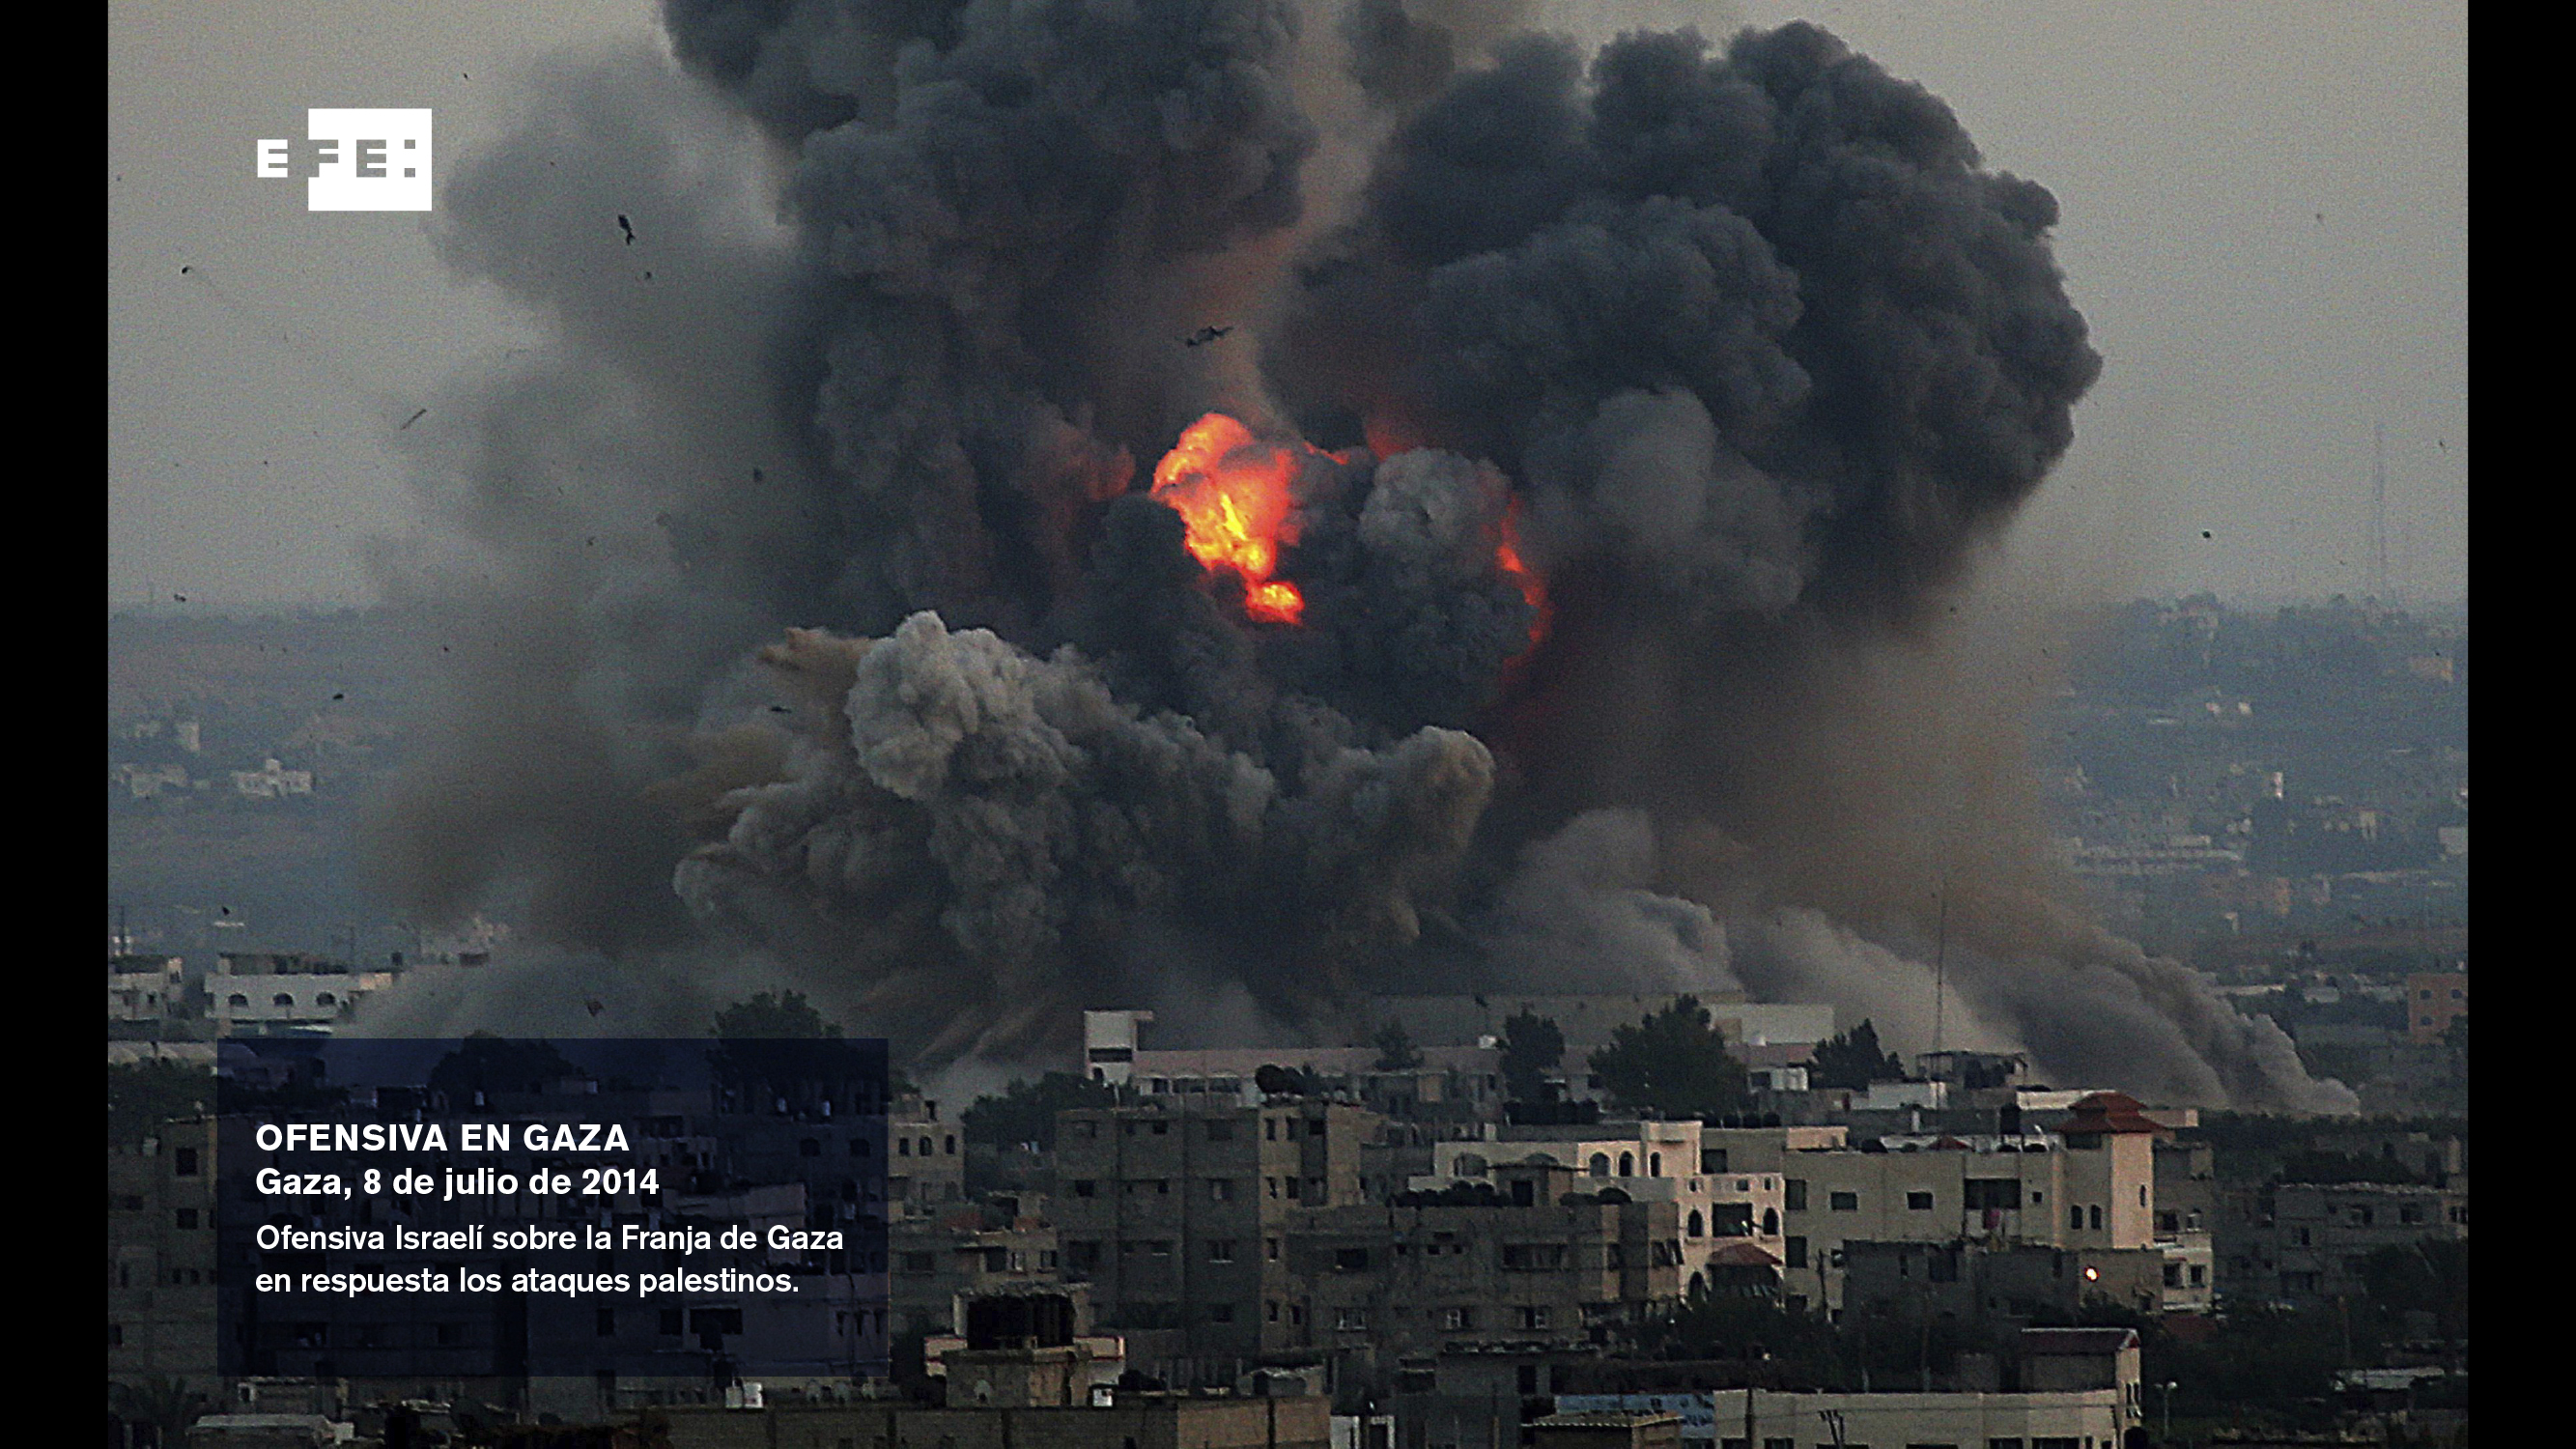 EFE:
OFENSIVA EN GAZA
Gaza, 8 de julio de 2014
Ofensiva Israelí sobre la Franja de Gaza
en respuesta los ataques palestinos.